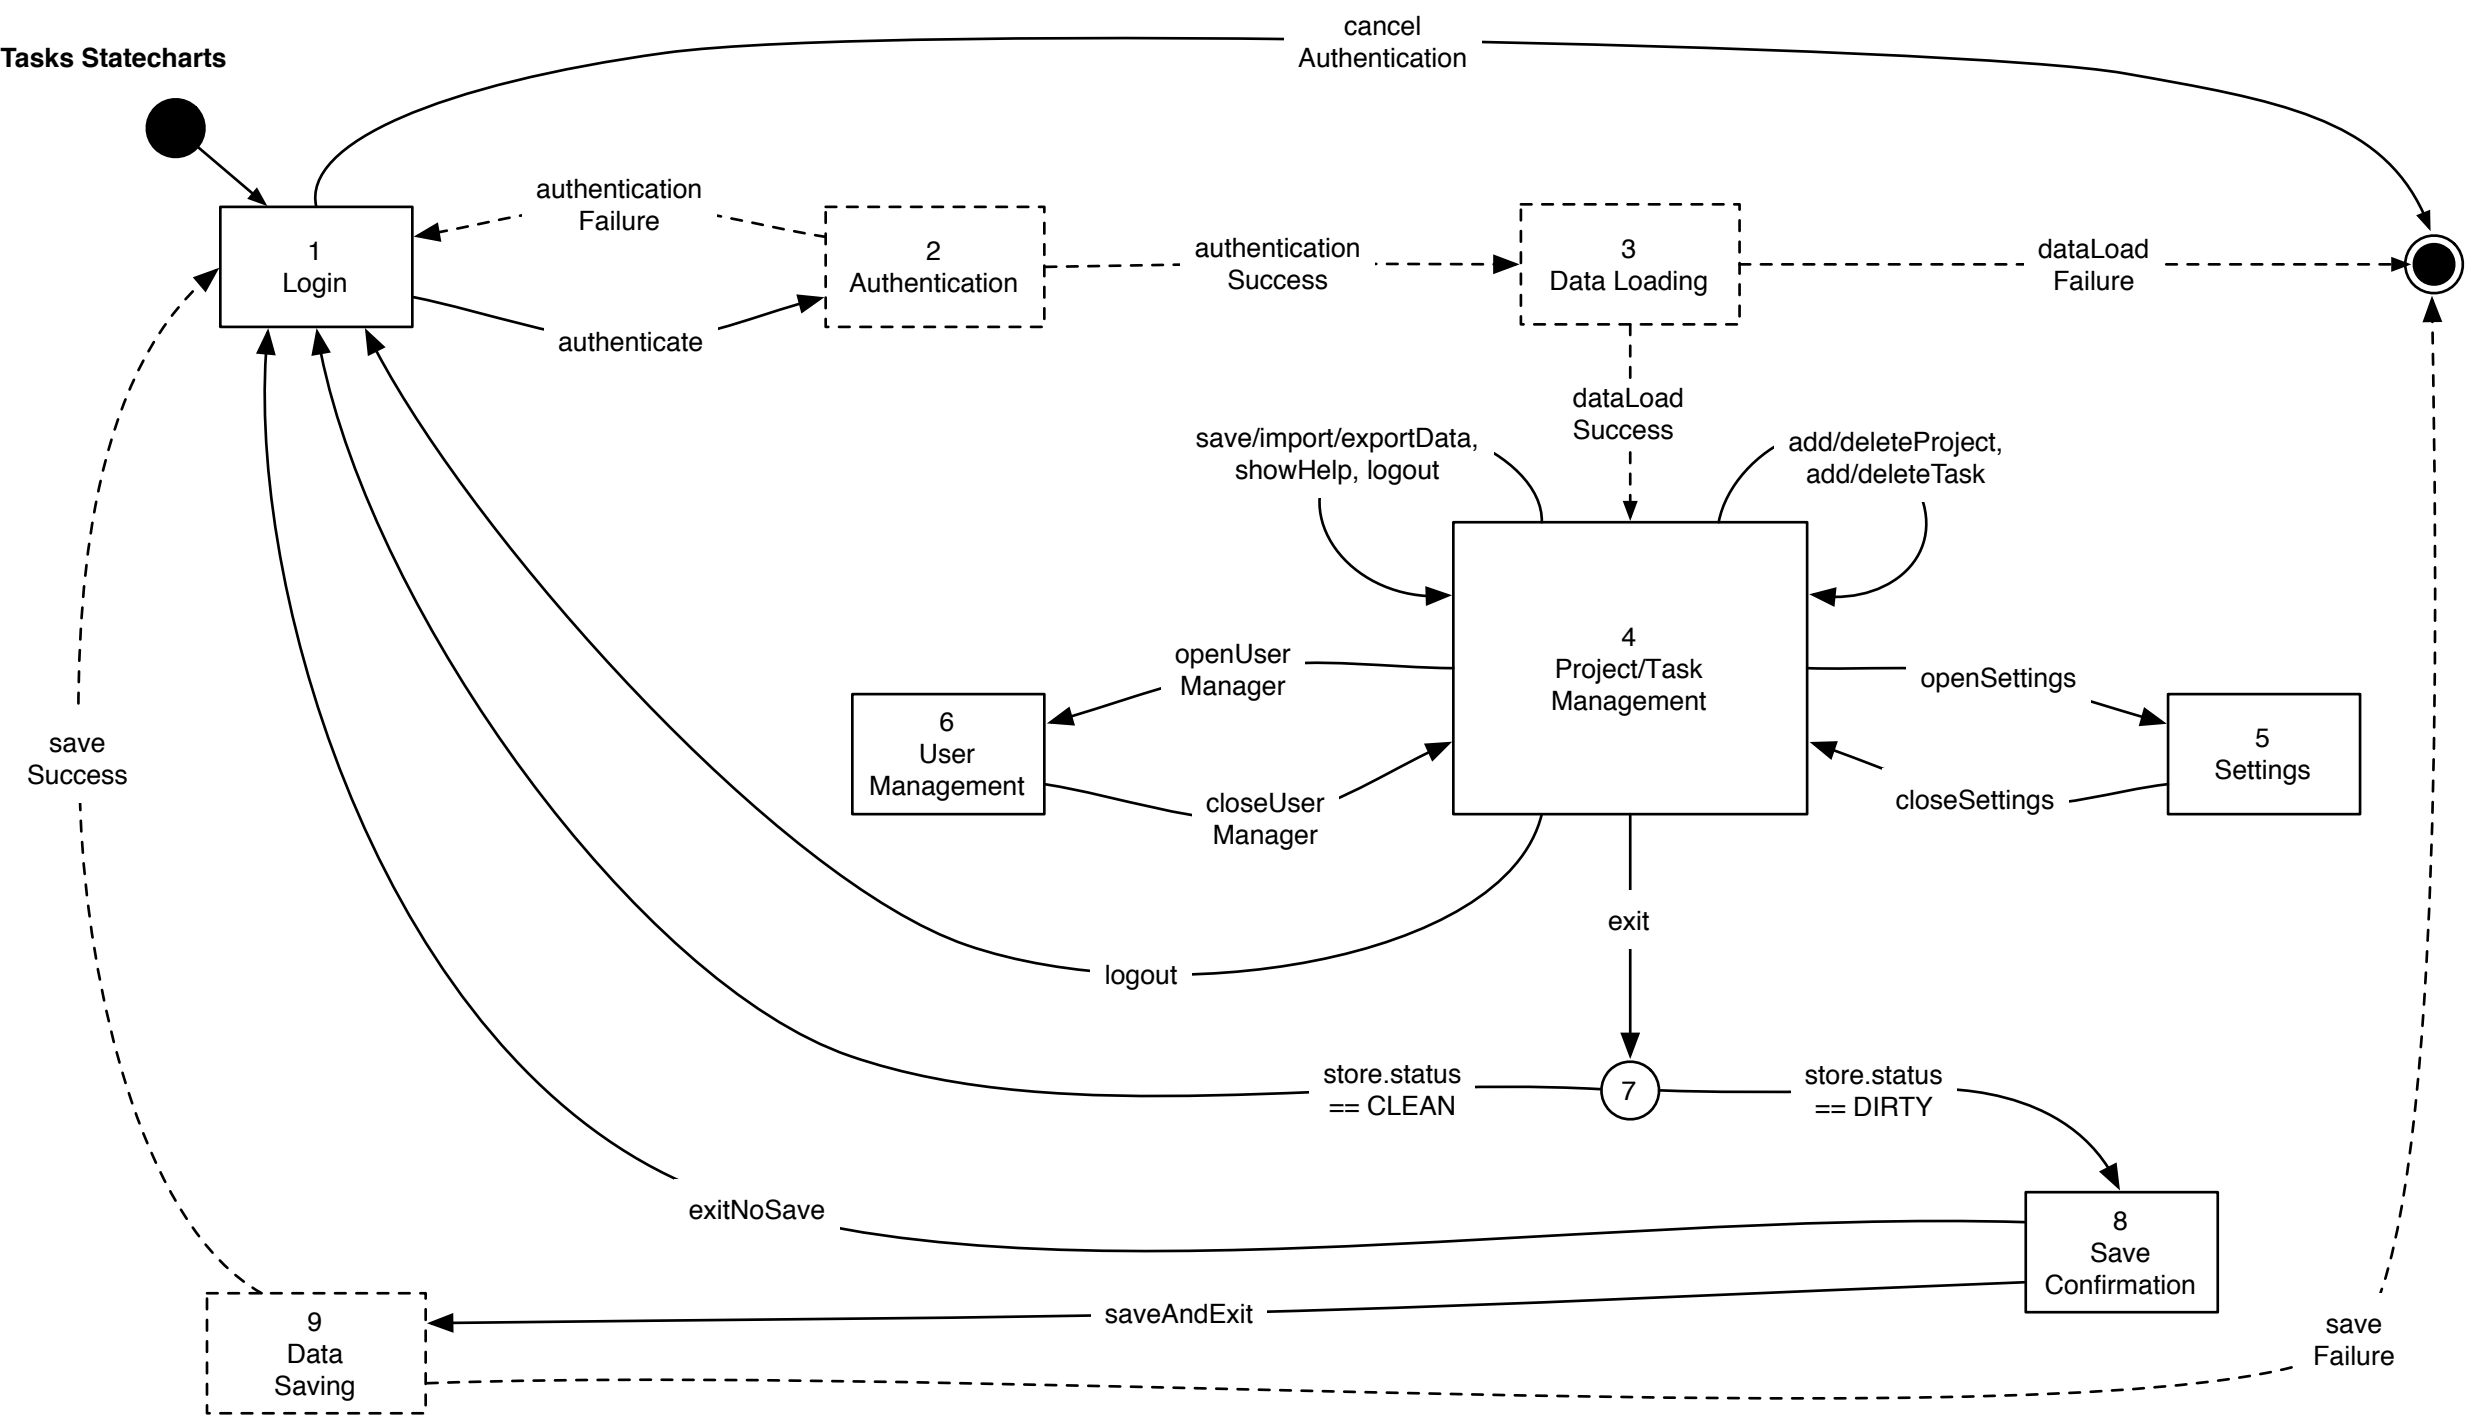 cancel
Authentication
Tasks Statecharts
authentication
Failure
1
Login
2
Authentication
authentication
Success
3
Data Loading
dataLoad
Failure
authenticate
dataLoad
Success
save/import/exportData,
showHelp, logout
add/deleteProject,
add/deleteTask
4
Project/Task
Management
openUser
Manager
openSettings
6
User
Management
5
Settings
closeUser
Manager
closeSettings
save
Success
exit
logout
store.status
== CLEAN
7
store.status
== DIRTY
exitNoSave
8
Save
Confirmation
saveAndExit
9
Data
Saving
save
Failure